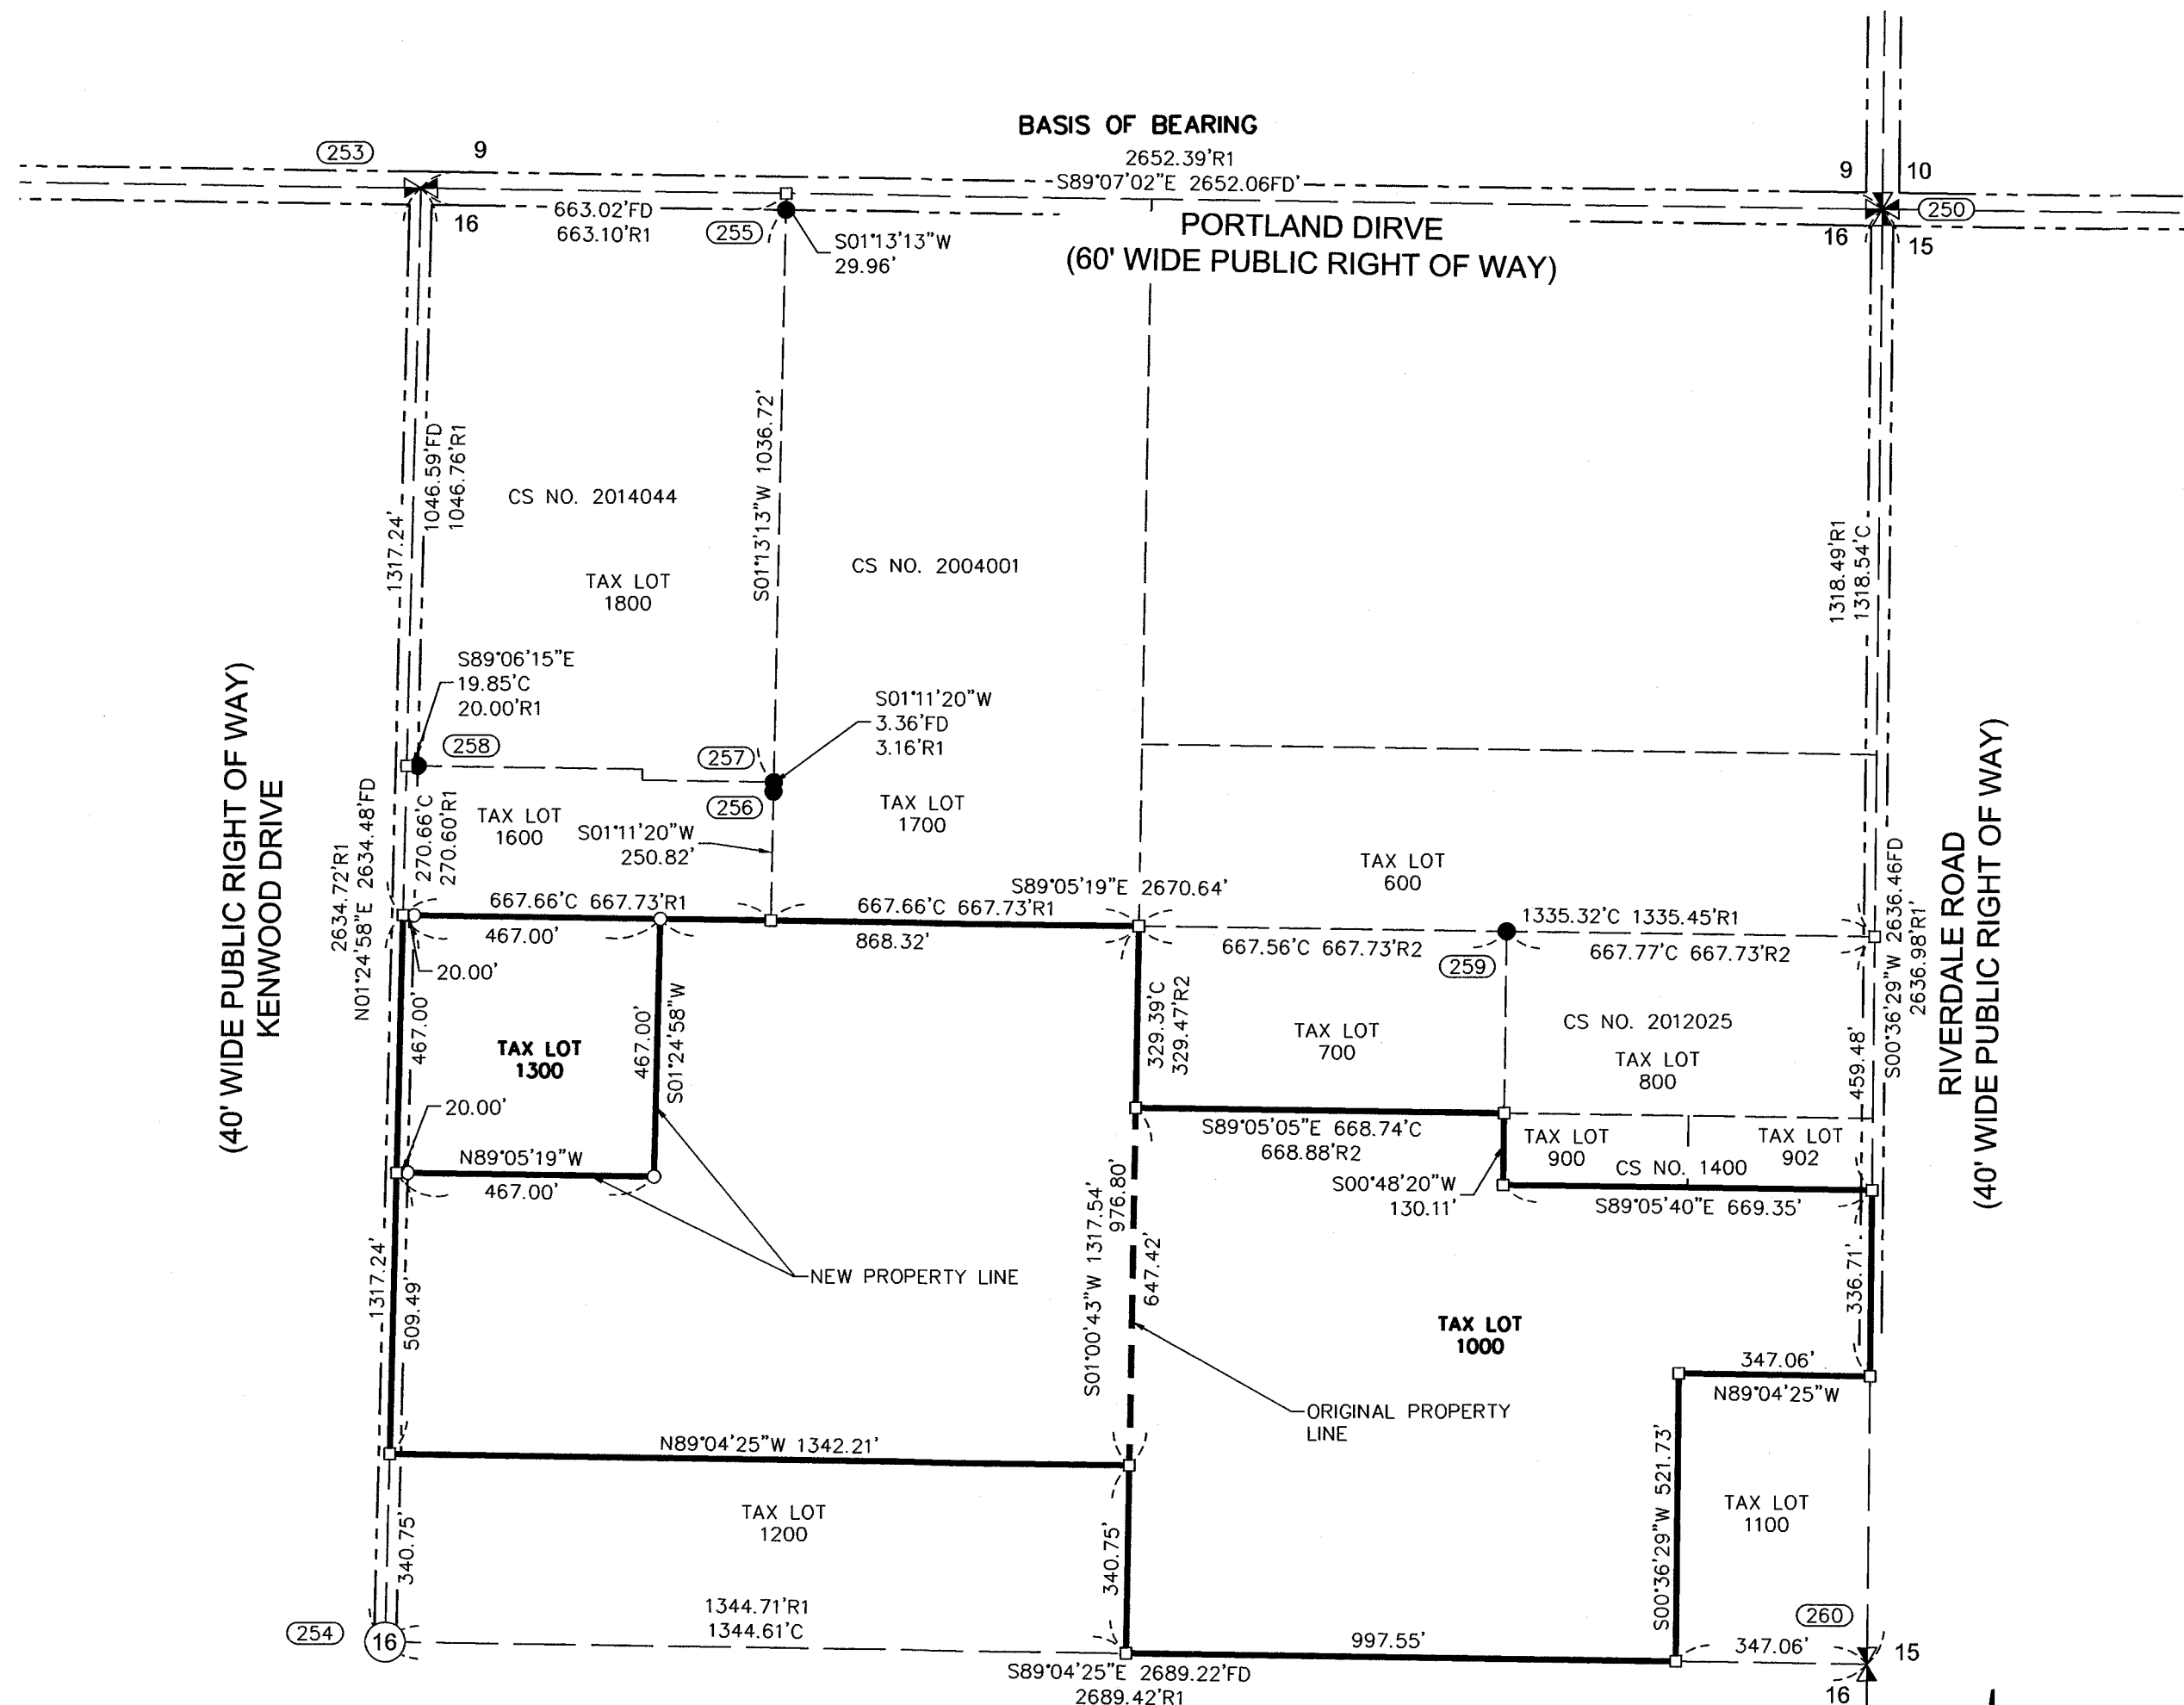 BASIS OF BEARING
2652.39'R1
S89°07'02"E 2652.06FD'
253
9
9
10
250
16
663.02'FD
663.10'R1
255
S01°13'13"W
29.96'
PORTLAND DIRVE
(60' WIDE PUBLIC RIGHT OF WAY)
16
15
1046.59'FD
1046.76'R1
1317.24'
S01°13'13"W 1036.72'
CS NO. 2014044
TAX LOT
1800
CS NO. 2004001
1318.49'R1
1318.54'C
S89°06'15"E
19.85'C
20.00'R1
258
257
256
S01°11'20"W
3.36'FD
3.16'R1
(40' WIDE PUBLIC RIGHT OF WAY)
KENWOOD DRIVE
2634.72'R1
N01°24'58"E 2634.48'FD
270.66'C
270.60'R1
TAX LOT
1600
S01°11'20"W
250.82'
TAX LOT
1700
TAX LOT
600
S89°05'19"E 2670.64'
667.66'C 667.73'R1
667.66'C 667.73'R1
1335.32'C 1335.45'R1
467.00'
868.32'
667.56'C 667.73'R2
259
667.77'C 667.73'R2
S00°36'29"W 2636.46FD
2636.98'R1'
RIVERDALE ROAD
(40' WIDE PUBLIC RIGHT OF WAY)
20.00'
467.00'
TAX LOT
1300
467.00'
S01°24'58"W
329.39'C
329.47'R2
TAX LOT
700
CS NO. 2012025
TAX LOT
800
459.48'
20.00'
N89°05'19"W
467.00'
S89°05'05"E 668.74'C
668.88'R2
TAX LOT
900
TAX LOT
902
CS NO. 1400
S00°48'20"W
130.11'
S89°05'40"E 669.35'
1317.24'
509.49'
NEW PROPERTY LINE
S01°00'43"W 1317.54'
976.80'
647.42'
336.71'
TAX LOT
1000
347.06'
N89°04'25"W
ORIGINAL PROPERTY
LINE
N89°04'25"W 1342.21'
TAX LOT
1200
340.75'
340.75'
S00°36'29"W 521.73'
TAX LOT
1100
1344.71'R1
1344.61'C
254
16
997.55'
260
347.06'
15
S89°04'25"E 2689.22'FD
2689.42'R1
16